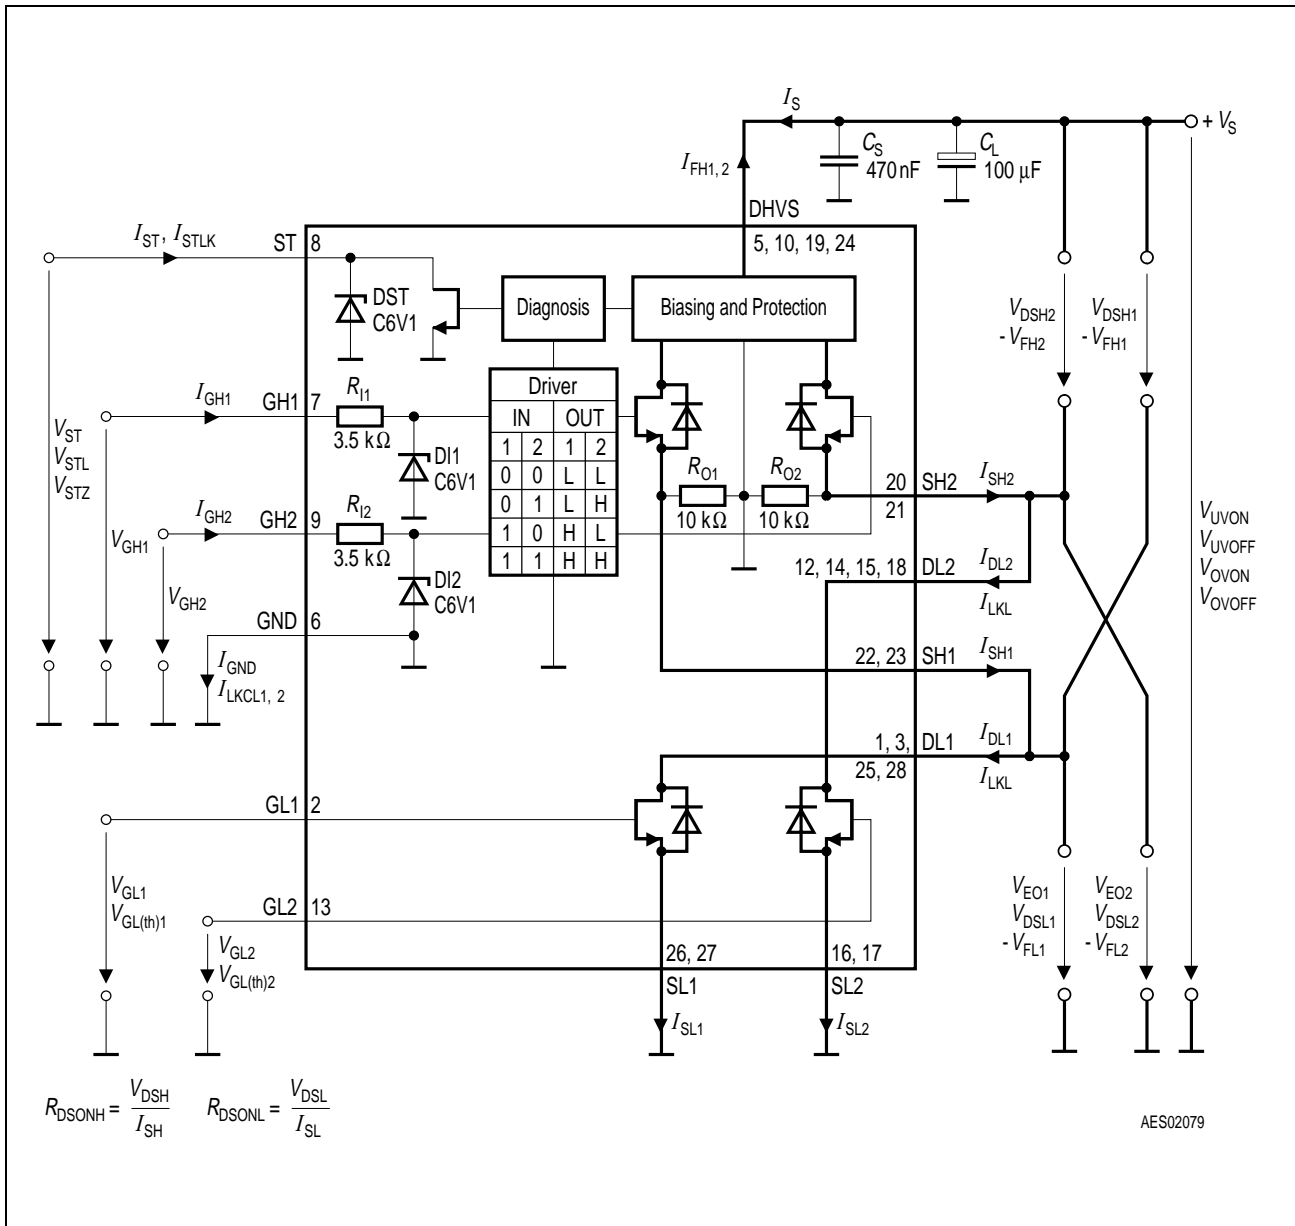 I_S
+ V_S
C_S
470 nF
C_L
100 µF
I_FH1, 2
DHVS
5, 10, 19, 24
I_ST, I_STLK
ST
8
DST
C6V1
Diagnosis
Biasing and Protection
V_DSH2
- V_FH2
V_DSH1
- V_FH1
I_GH1
GH1
7
R_I1
3.5 kΩ
DI1
C6V1
Driver
IN OUT
1 2 1 2
0 0 L L
0 1 L H
1 0 H L
1 1 H H
V_ST
V_STL
V_STZ
R_O1
10 kΩ
R_O2
10 kΩ
20
21
SH2
I_SH2
I_GH2
GH2
9
R_I2
3.5 kΩ
DI2
C6V1
V_GH1
V_GH2
12, 14, 15, 18
DL2
I_DL2
I_LKL
V_UVON
V_UVOFF
V_OVON
V_OVOFF
GND
6
I_GND
I_LKCL1, 2
22, 23
SH1
I_SH1
1, 3,
25, 28
DL1
I_DL1
I_LKL
GL1
2
V_GL1
V_GL(th)1
GL2
13
V_GL2
V_GL(th)2
V_EO1
V_DSL1
- V_FL1
V_EO2
V_DSL2
- V_FL2
26, 27
SL1
I_SL1
16, 17
SL2
I_SL2
R_DSONH = V_DSH / I_SH
R_DSONL = V_DSL / I_SL
AES02079